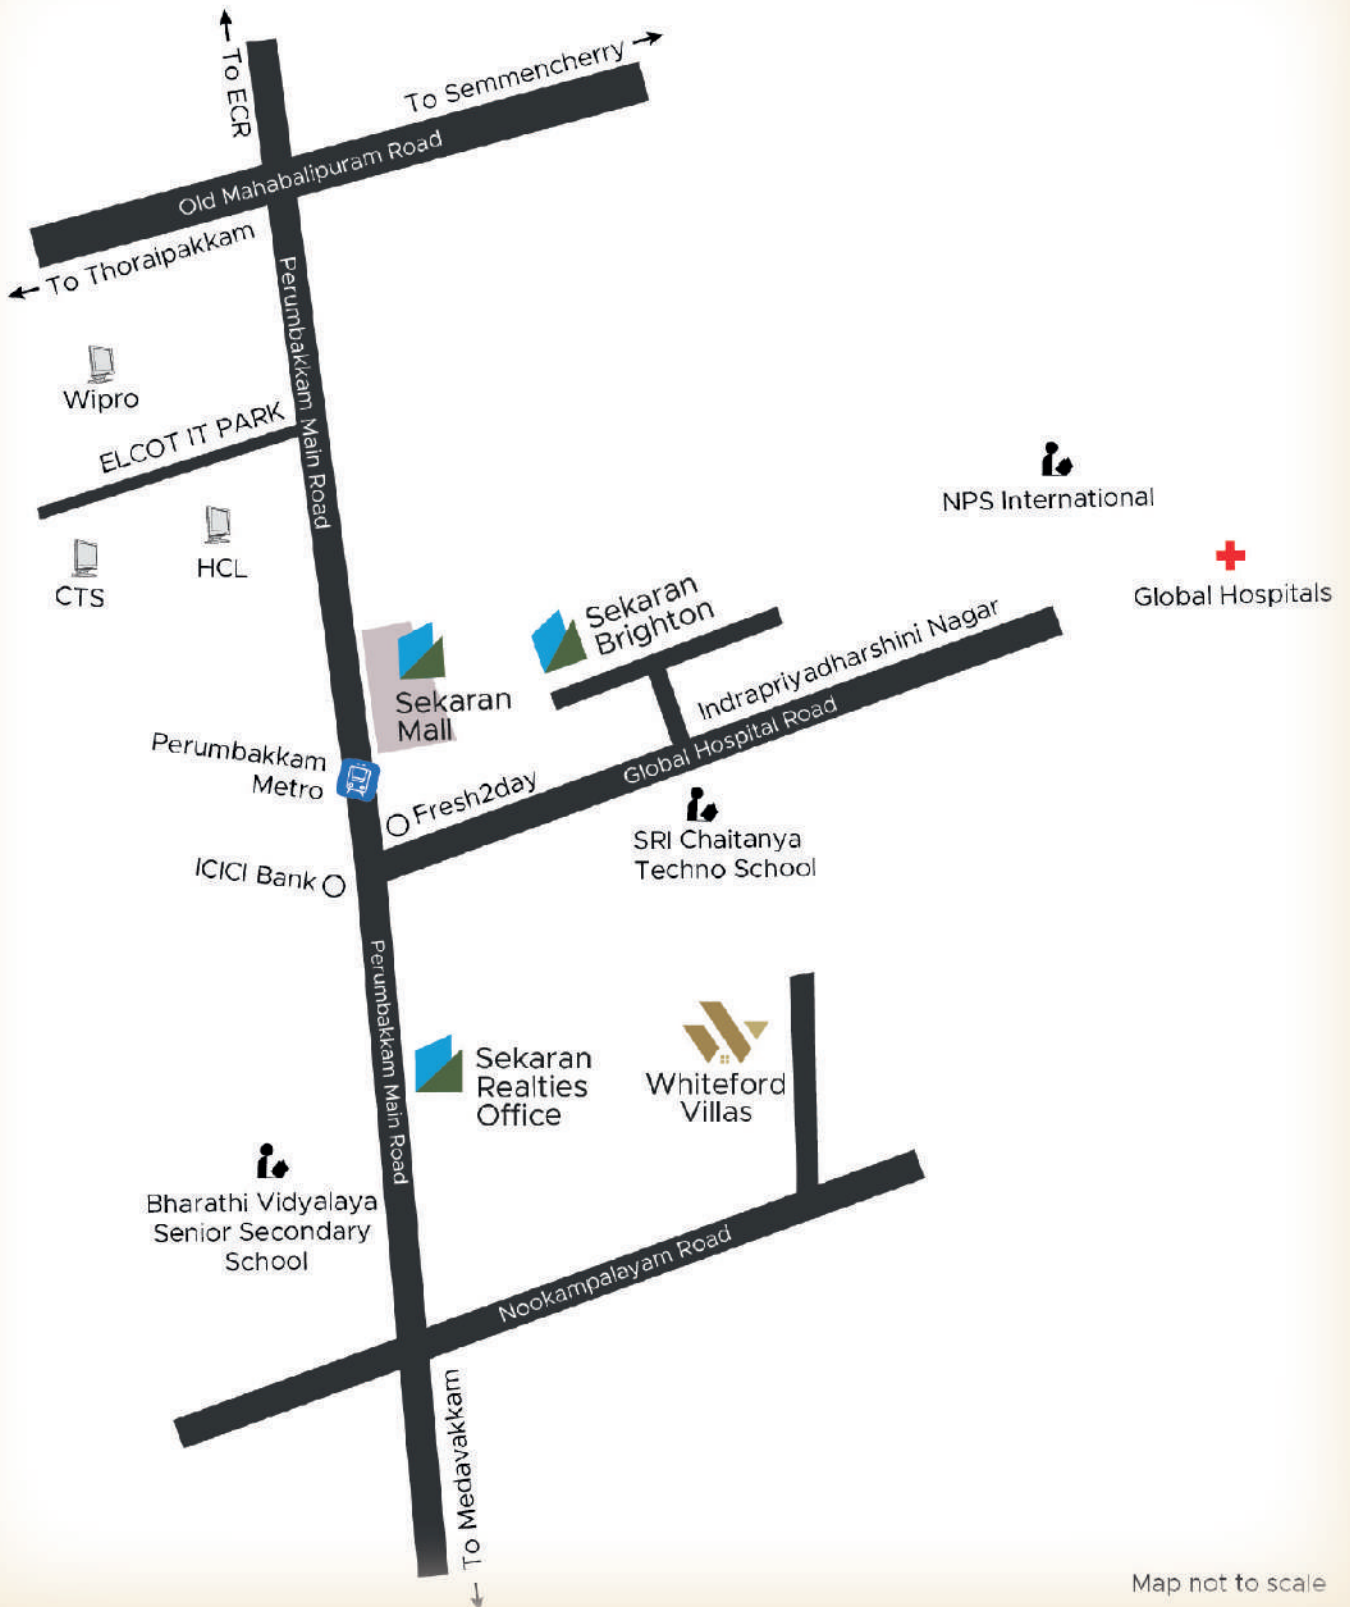 To ECR
To Semmencherry
Old Mahabalipuram Road
To Thoraipakkam
Perumbakkam Main Road
Wipro
ELCOT IT PARK
HCL
CTS
NPS International
Global Hospitals
Sekaran
Brighton
Indrapriyadharshini Nagar
Sekaran
Mall
Global Hospital Road
Perumbakkam
Metro
Fresh2day
SRI Chaitanya
Techno School
ICICI Bank
Perumbakkam Main Road
Sekaran
Realties
Office
Whiteford
Villas
Bharathi Vidyalaya
Senior Secondary
School
Nookampalayam Road
To Medavakkam
Map not to scale